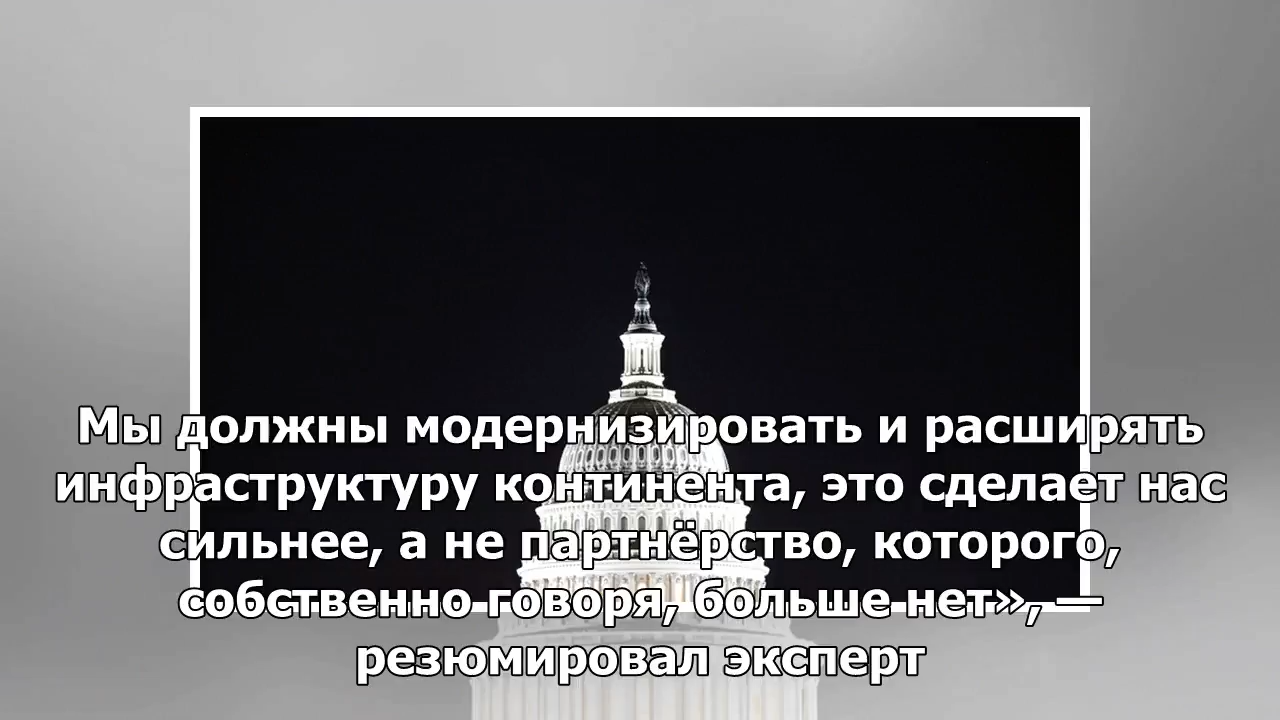 Мы должны модернизировать и расширять
инфраструктуру континента, это сделает нас
сильнее, а не партнёрство, которого,
собственно говоря, больше нет», —
резюмировал эксперт